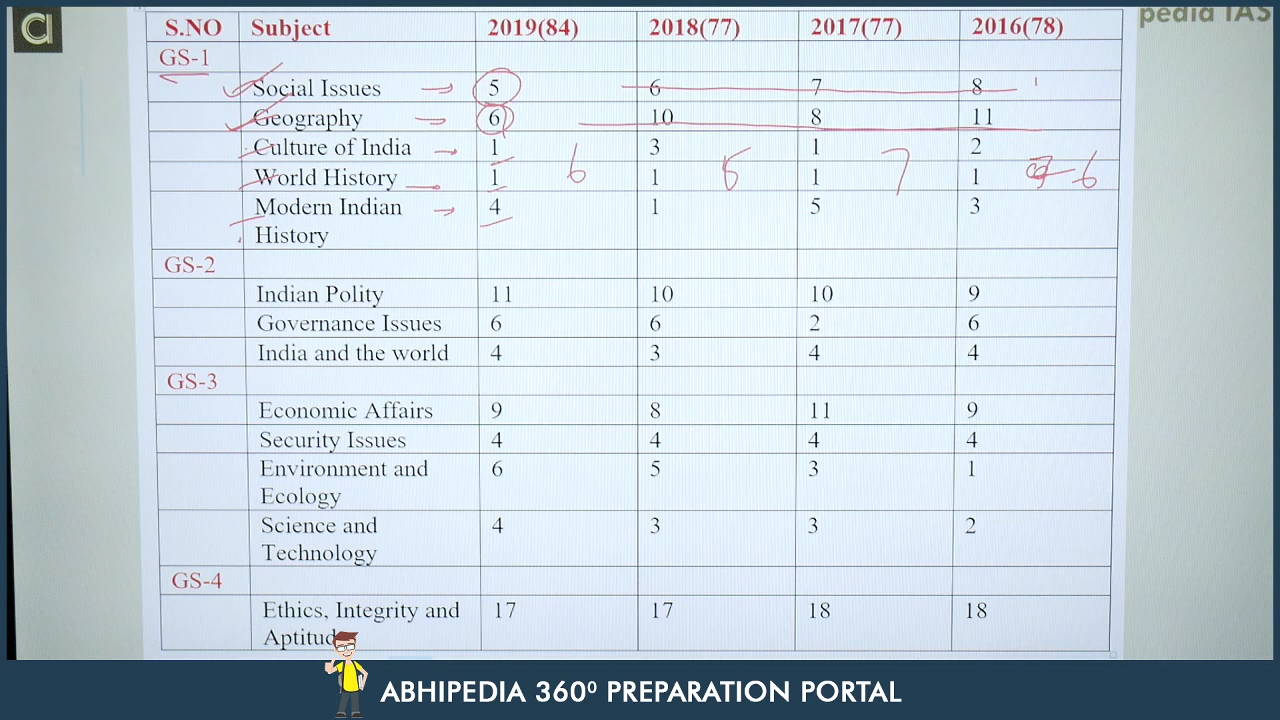 pedia IAS
S.NO Subject 2019(84) 2018(77) 2017(77) 2016(78)
GS-1
Social Issues 5 6 7 8
Geography 6 10 8 11
Culture of India 1 3 1 2
World History 1 1 1 1
6 7 6
Modern Indian 4 1 5 3
History
GS-2
Indian Polity 11 10 10 9
Governance Issues 6 6 2 6
India and the world 4 3 4 4
GS-3
Economic Affairs 9 8 11 9
Security Issues 4 4 4 4
Environment and 6 5 3 1
Ecology
Science and 4 3 3 2
Technology
GS-4
Ethics, Integrity and 17 17 18 18
Aptitud
ABHIPEDIA 360⁰ PREPARATION PORTAL